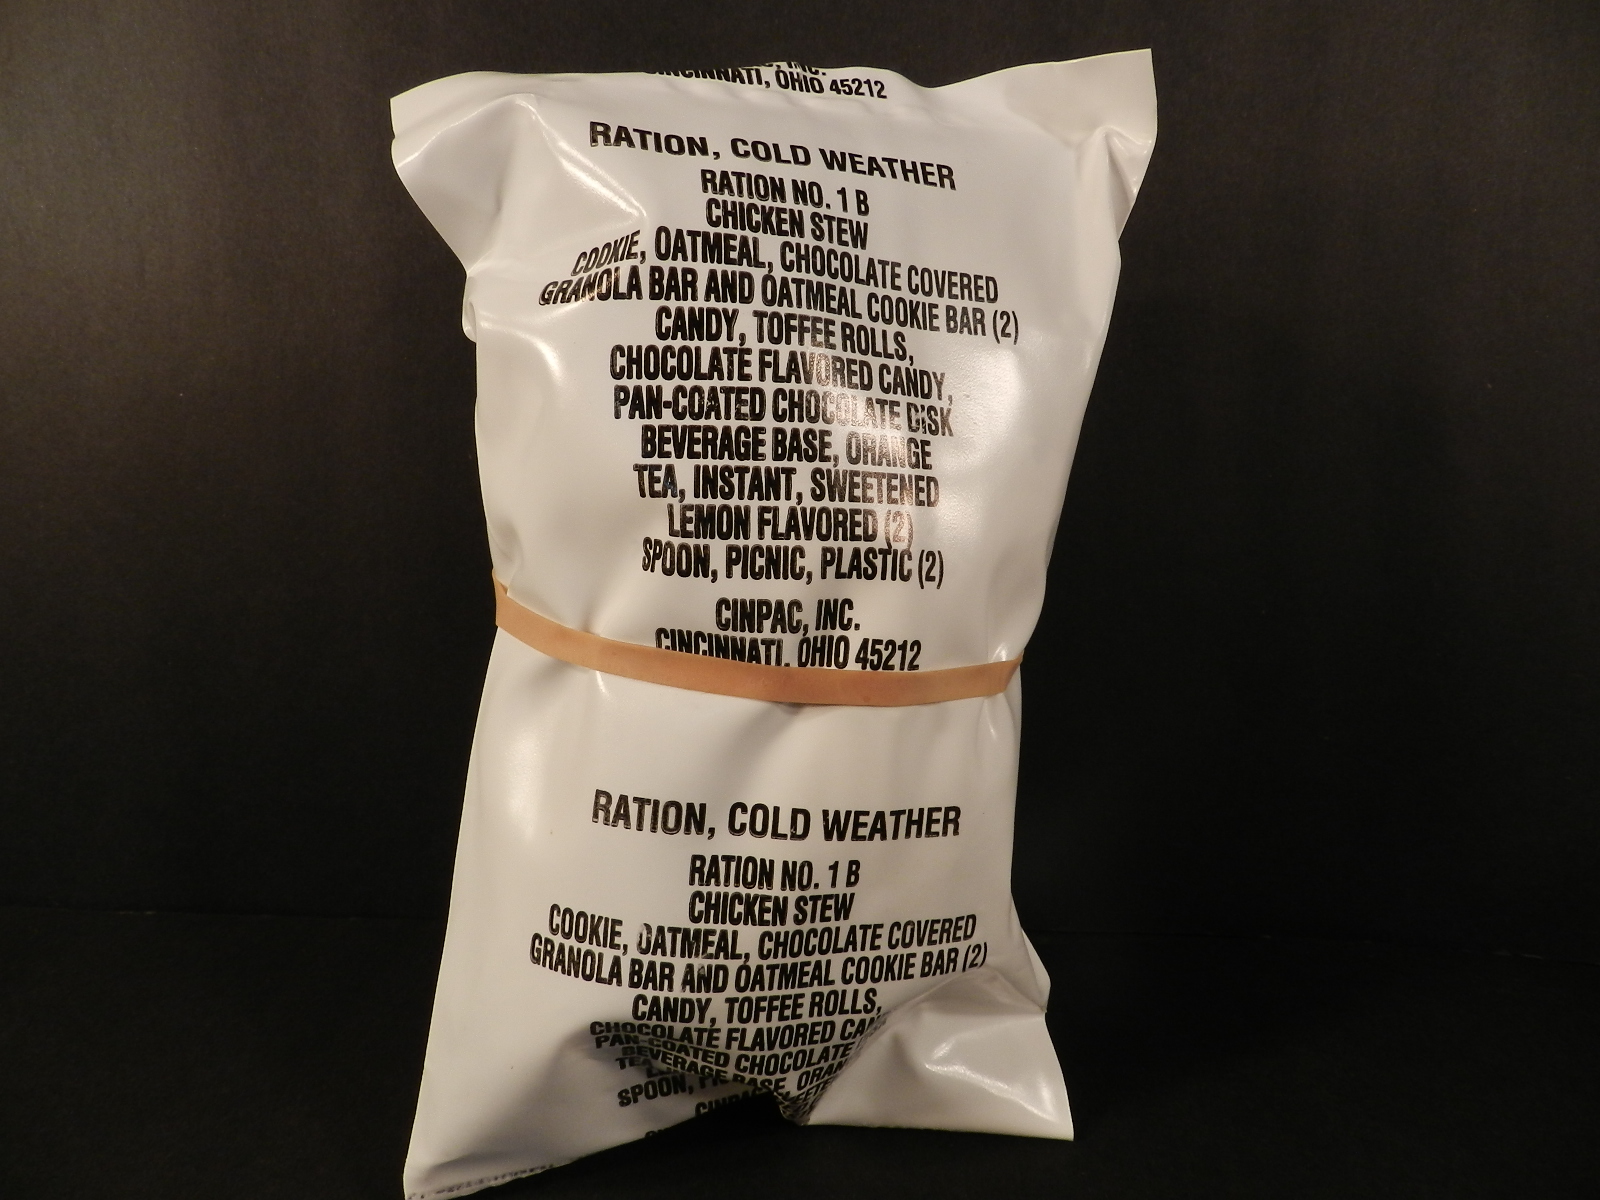 CINCINNATI, OHIO 45212
RATION, COLD WEATHER
RATION NO. 1 B
CHICKEN STEW
COOKIE, OATMEAL, CHOCOLATE COVERED
GRANOLA BAR AND OATMEAL COOKIE BAR (2)
CANDY, TOFFEE ROLLS,
CHOCOLATE FLAVORED CANDY,
PAN-COATED CHOCOLATE DISK
BEVERAGE BASE, ORANGE
TEA, INSTANT, SWEETENED
LEMON FLAVORED (2)
SPOON, PICNIC, PLASTIC (2)
CINPAC, INC.
CINCINNATI, OHIO 45212
RATION, COLD WEATHER
RATION NO. 1 B
CHICKEN STEW
COOKIE, OATMEAL, CHOCOLATE COVERED
GRANOLA BAR AND OATMEAL COOKIE BAR (2)
CANDY, TOFFEE ROLLS,
CHOCOLATE FLAVORED
PAN-COATED CHOCOLATE
BEVERAGE BASE,
SPOON,